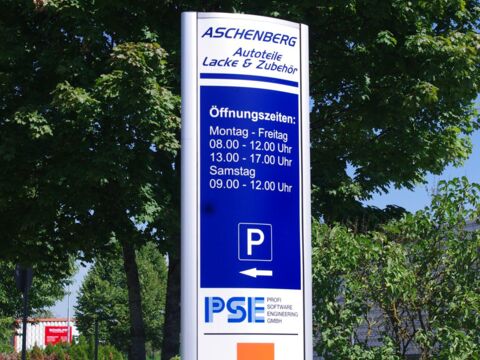 ASCHENBERG
Autoteile
Lacke & Zubehör
Öffnungszeiten:
Montag - Freitag
08.00 - 12.00 Uhr
13.00 - 17.00 Uhr
Samstag
09.00 - 12.00 Uhr
P
PSE
PROFI
SOFTWARE
ENGINEERING
GMBH